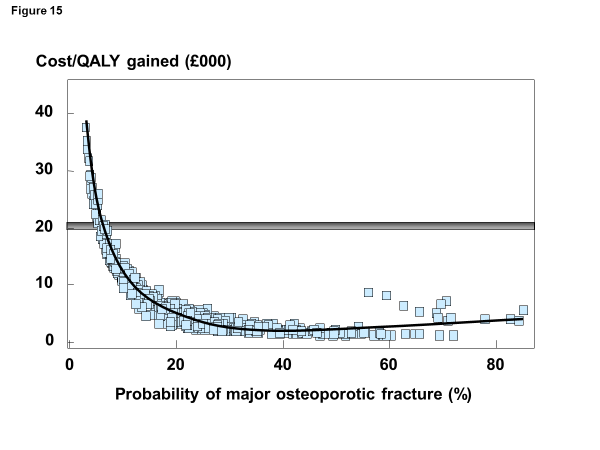 Figure 15
Cost/QALY gained (£000)
40
30
20
10
0
0 20 40 60 80
Probability of major osteoporotic fracture (%)